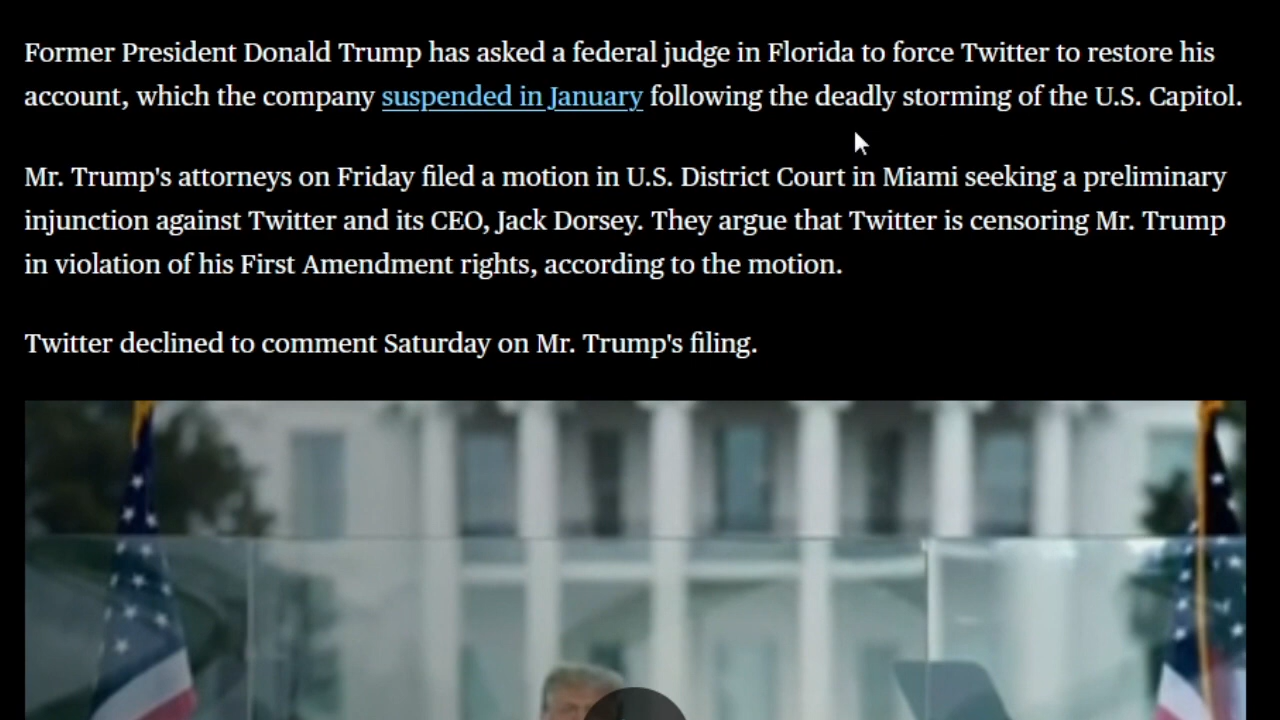 Former President Donald Trump has asked a federal judge in Florida to force Twitter to restore his
account, which the company suspended in January following the deadly storming of the U.S. Capitol.
Mr. Trump's attorneys on Friday filed a motion in U.S. District Court in Miami seeking a preliminary
injunction against Twitter and its CEO, Jack Dorsey. They argue that Twitter is censoring Mr. Trump
in violation of his First Amendment rights, according to the motion.
Twitter declined to comment Saturday on Mr. Trump's filing.